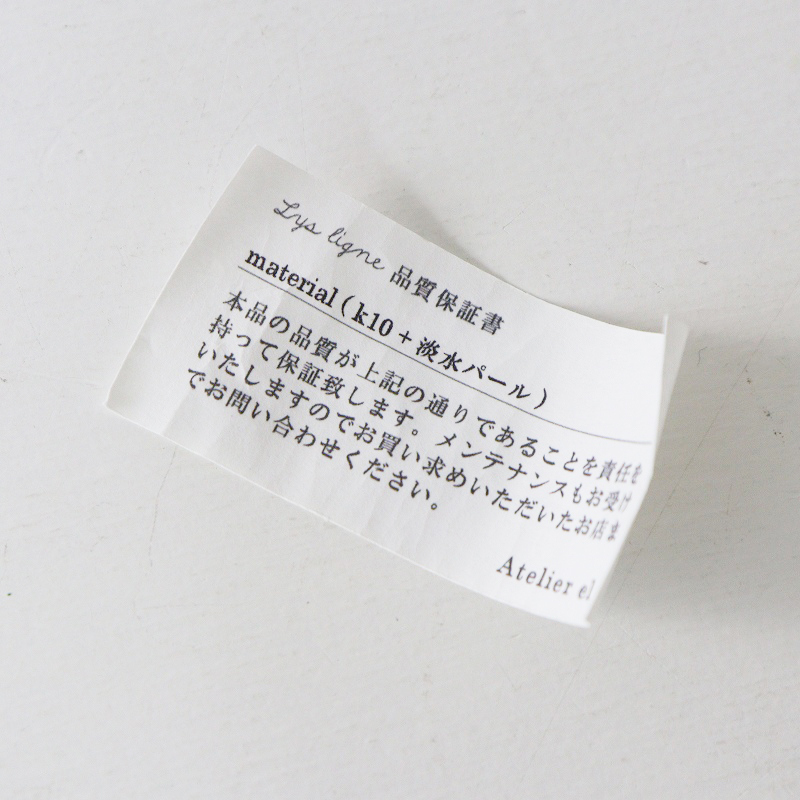 Lys ligne 品質保証書
material ( k10 + 淡水パール )
本品の品質が上記の通りであることを責任を
持って保証致します。メンテナンスもお受け
いたしますのでお買い求めいただいたお店ま
でお問い合わせください。
Atelier el